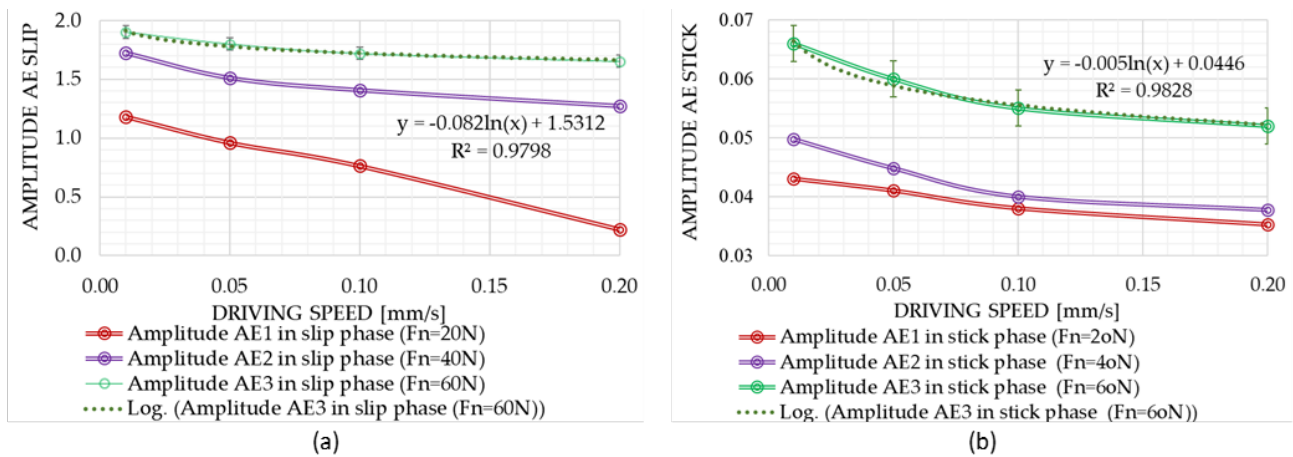 (a)
AMPLITUDE AE SLIP
2.0
1.5
1.0
0.5
0.0
y = -0.082ln(x) + 1.5312
R² = 0.9798
0.00 0.05 0.10 0.15 0.20
DRIVING SPEED [mm/s]
Amplitude AE1 in slip phase (Fn=20N)
Amplitude AE2 in slip phase (Fn=40N)
Amplitude AE3 in slip phase (Fn=60N)
Log. (Amplitude AE3 in slip phase (Fn=60N))
(a)
(b)
AMPLITUDE AE STICK
0.07
0.06
0.05
0.04
0.03
y = -0.005ln(x) + 0.0446
R² = 0.9828
0.00 0.05 0.10 0.15 0.20
DRIVING SPEED [mm/s]
Amplitude AE1 in stick phase (Fn=2oN)
Amplitude AE2 in stick phase (Fn=4oN)
Amplitude AE3 in stick phase (Fn=6oN)
Log. (Amplitude AE3 in stick phase (Fn=6oN))
(b)